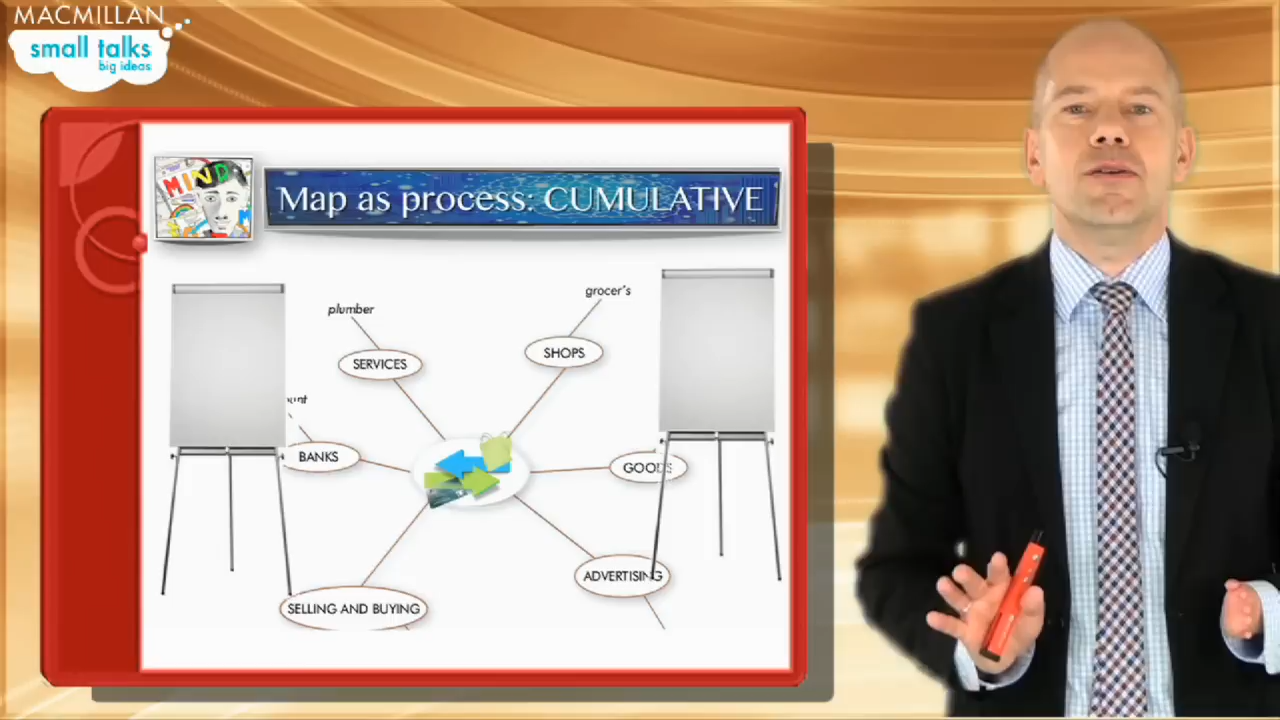 MACMILLAN
small talks
big ideas
MIND
Map as process: CUMULATIVE
plumber
grocer's
SERVICES
SHOPS
BANKS
GOODS
SELLING AND BUYING
ADVERTISING